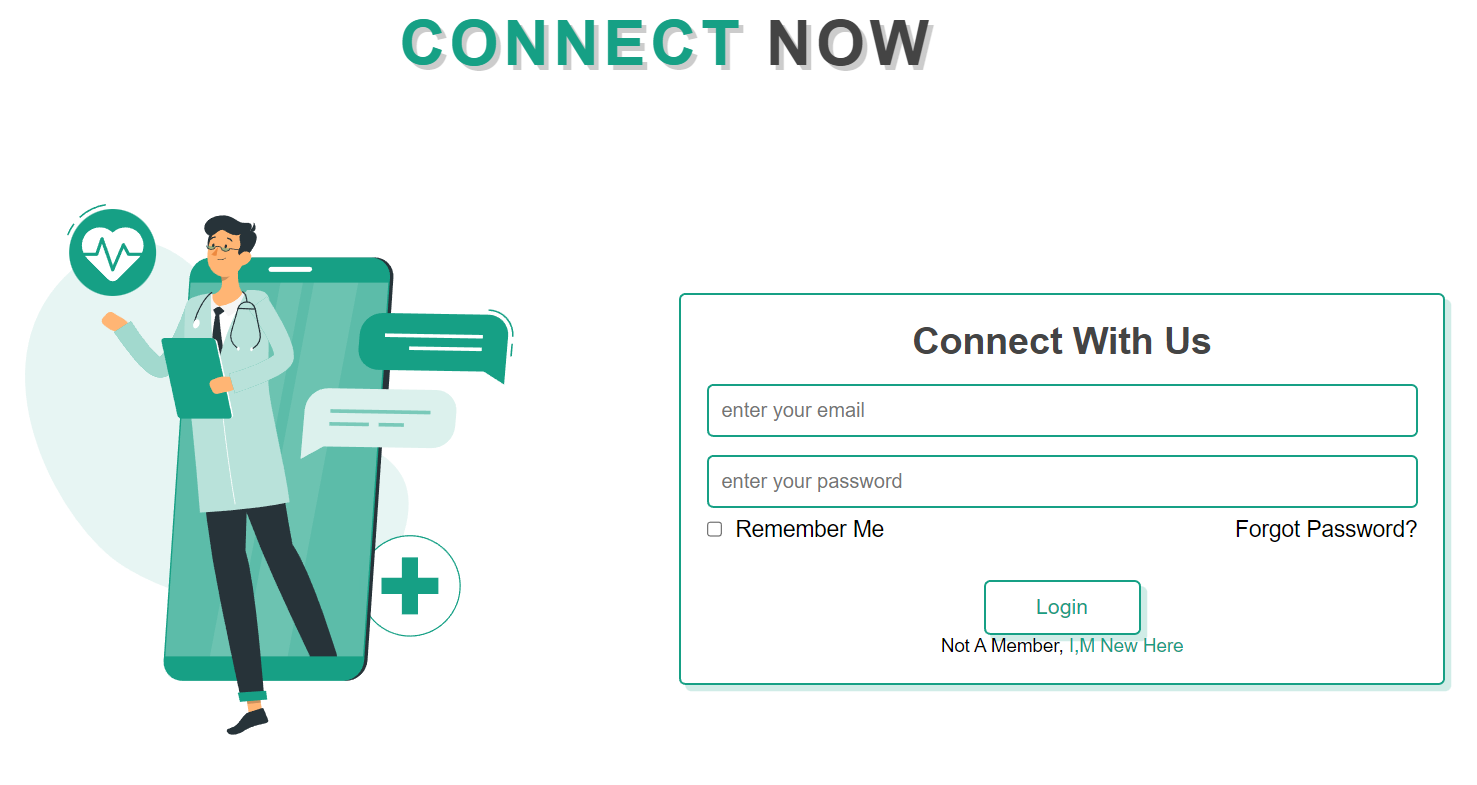 CONNECT NOW
Connect With Us
enter your email
enter your password
Remember Me Forgot Password?
Login
Not A Member, I,M New Here